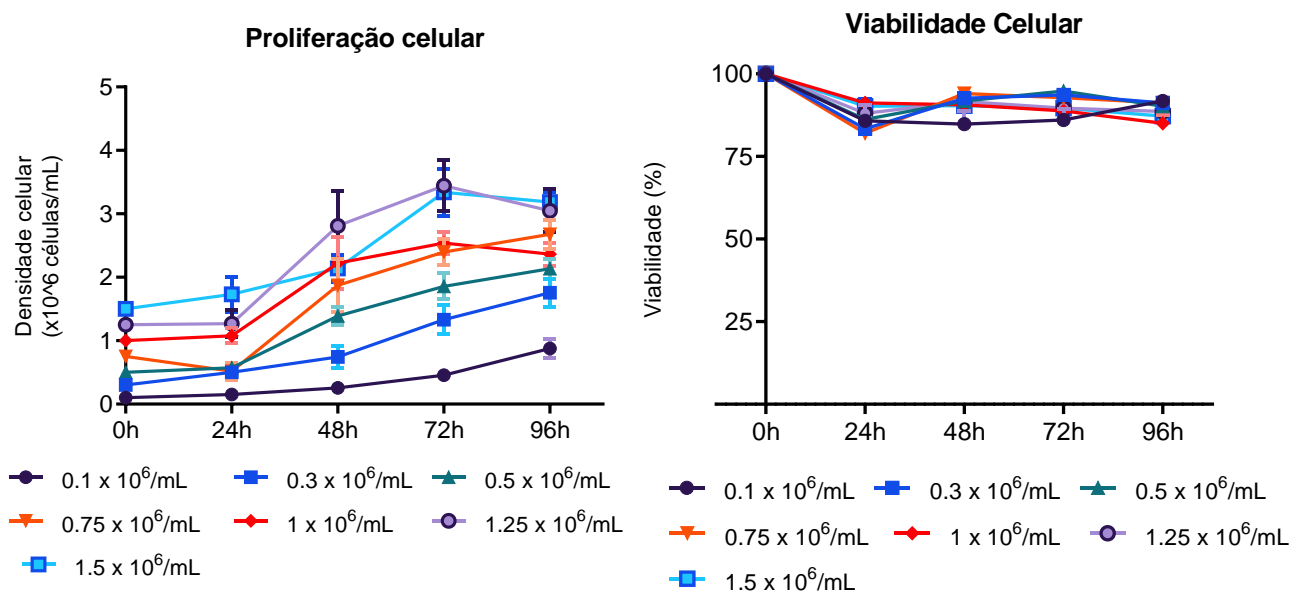 Proliferação celular
Densidade celular
(x10^6 células/mL)
5
4
3
2
1
0
0h 24h 48h 72h 96h
0.1 x 10⁶/mL 0.3 x 10⁶/mL 0.5 x 10⁶/mL
0.75 x 10⁶/mL 1 x 10⁶/mL 1.25 x 10⁶/mL
1.5 x 10⁶/mL
Viabilidade Celular
Viabilidade (%)
100
75
50
25
0h 24h 48h 72h 96h
0.1 x 10⁶/mL 0.3 x 10⁶/mL 0.5 x 10⁶/mL
0.75 x 10⁶/mL 1 x 10⁶/mL 1.25 x 10⁶/mL
1.5 x 10⁶/mL